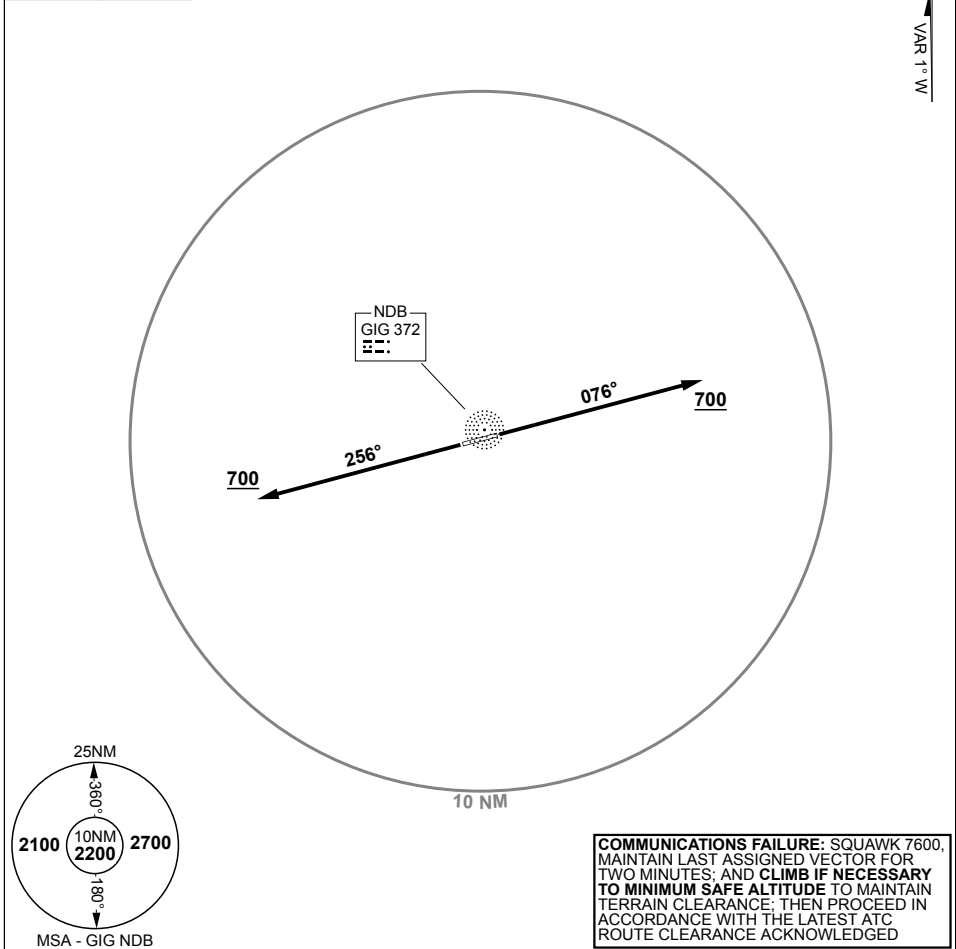 VAR 1° W
NDB
GIG 372
076°
700
256°
700
10 NM
25NM
360°
2100
10NM
2200
2700
180°
MSA - GIG NDB
COMMUNICATIONS FAILURE: SQUAWK 7600,
MAINTAIN LAST ASSIGNED VECTOR FOR
TWO MINUTES; AND CLIMB IF NECESSARY
TO MINIMUM SAFE ALTITUDE TO MAINTAIN
TERRAIN CLEARANCE; THEN PROCEED IN
ACCORDANCE WITH THE LATEST ATC
ROUTE CLEARANCE ACKNOWLEDGED